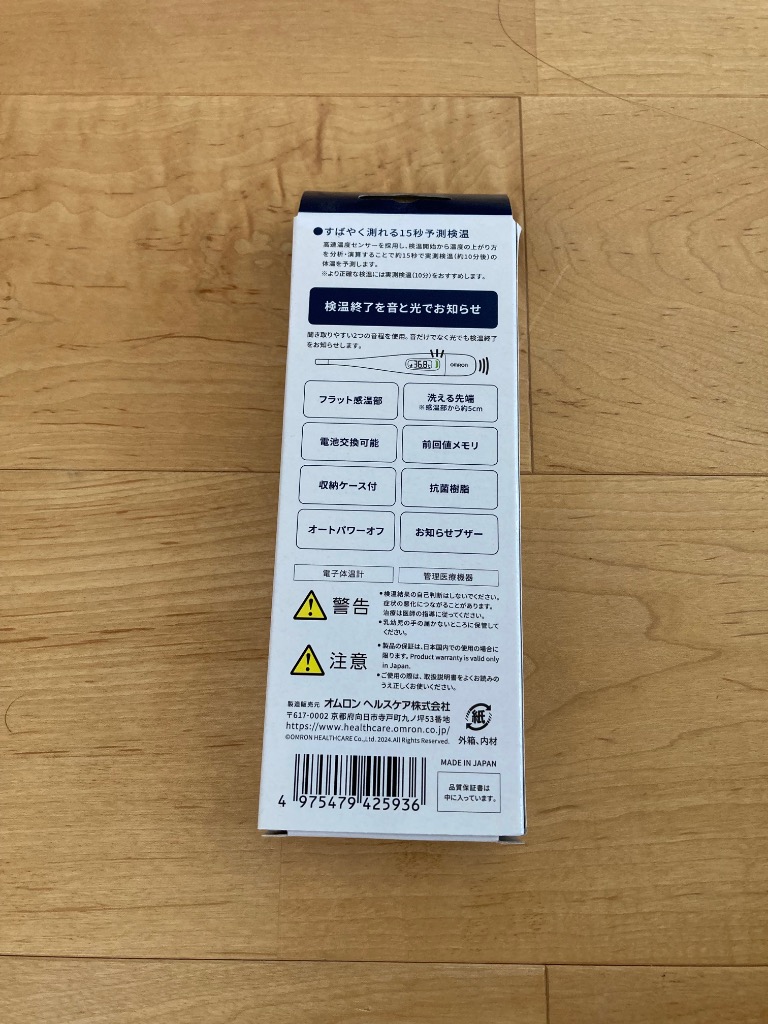 ●すばやく測れる15秒予測検温
高速温度センサーを採用し、検温開始から温度の上がり方
を分析・演算することで約15秒で実測検温(約10分後)の
体温を予測します。
※より正確な検温には実測検温(10分)をおすすめします。
検温終了を音と光でお知らせ
聞き取りやすい2つの音程を使用。音だけでなく光でも検温終了
をお知らせします。
36.8
OMRON
フラット感温部
洗える先端
※感温部から約5cm
電池交換可能
前回値メモリ
収納ケース付
抗菌樹脂
オートパワーオフ
お知らせブザー
電子体温計
管理医療機器
警告
•検温結果の自己判断はしないでください。
症状の悪化につながることがあります。
治療は医師の指導に従ってください。
•乳幼児の手の届かないところに保管して
ください。
注意
•製品の保証は、日本国内での使用の場合に
限ります。Product warranty is valid only
in Japan.
•ご使用の際は、取扱説明書をよくお読みの
うえ正しくお使いください。
製造販売元 オムロン ヘルスケア株式会社
〒617-0002 京都府向日市寺戸町九ノ坪53番地
https://www.healthcare.omron.co.jp/
©OMRON HEALTHCARE Co.,Ltd. 2024.All Rights Reserved.
紙
外箱、内材
MADE IN JAPAN
品質保証書は
中に入っています。
4 975479 425936